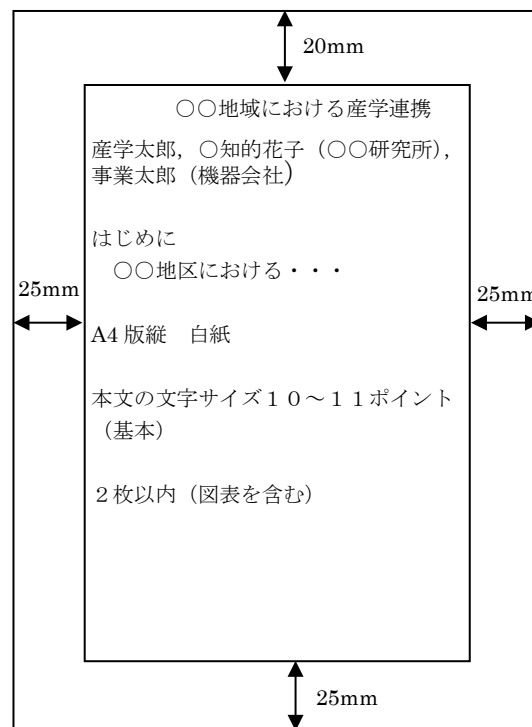 20mm
○○地域における産学連携
産学太郎，○知的花子（○○研究所），
事業太郎（機器会社）
はじめに
○○地区における・・・
25mm
25mm
A4版縦　白紙
本文の文字サイズ１０～１１ポイント
（基本）
２枚以内（図表を含む）
25mm